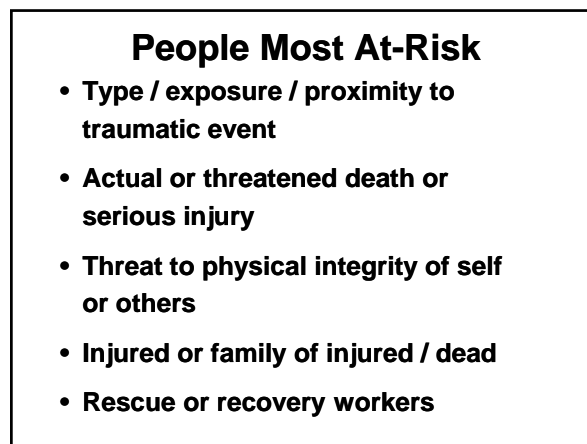 People Most At-Risk
• Type / exposure / proximity to
traumatic event
• Actual or threatened death or
serious injury
• Threat to physical integrity of self
or others
• Injured or family of injured / dead
• Rescue or recovery workers